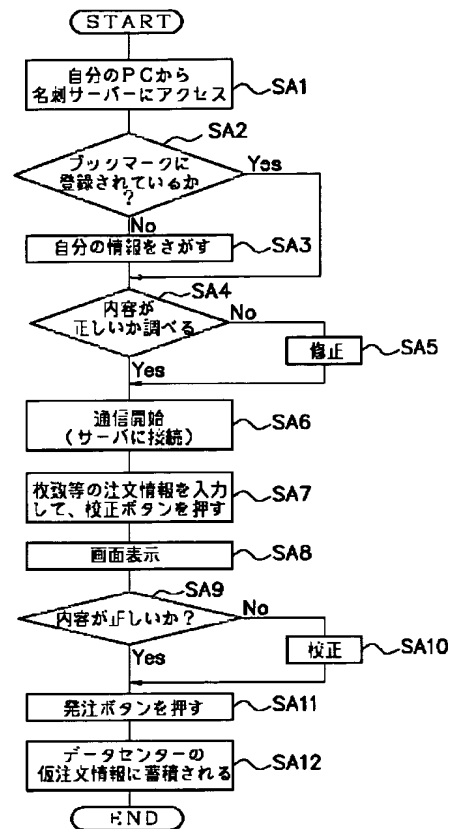 START
自分のPCから
名刺サーバーにアクセス
SA1
SA2
ブックマークに
登録されているか
?
Yes
No
自分の情報をさがす
SA3
SA4
内容が
正しいか調べる
No
修正
SA5
Yes
通信開始
(サーバに接続)
SA6
枚数等の注文情報を入力
して、校正ボタンを押す
SA7
画面表示
SA8
SA9
内容が正しいか?
No
校正
SA10
Yes
発注ボタンを押す
SA11
データセンターの
仮注文情報に蓄積される
SA12
END